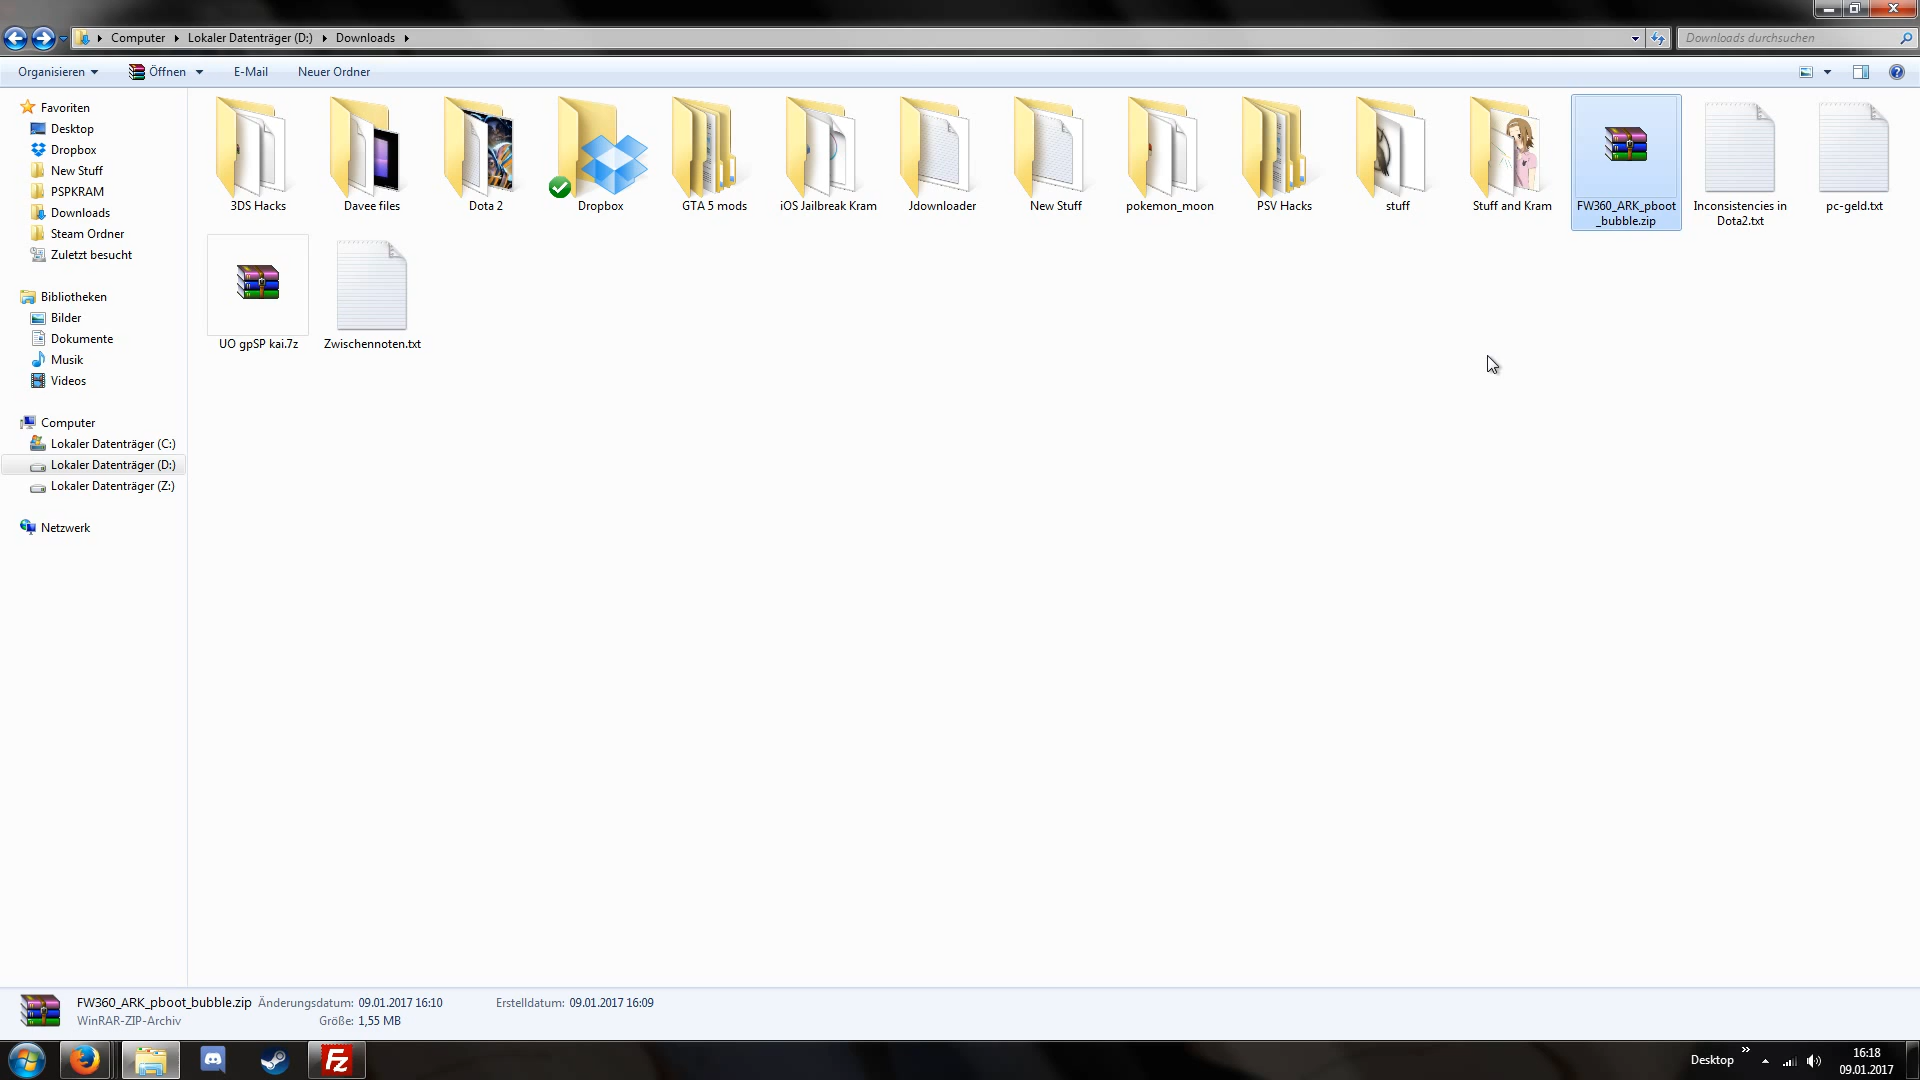 Computer ▸ Lokaler Datenträger (D:) ▸ Downloads ▸
Downloads durchsuchen
Organisieren
Öffnen
E-Mail
Neuer Ordner
Favoriten
Desktop
Dropbox
New Stuff
PSPKRAM
Downloads
Steam Ordner
Zuletzt besucht
Bibliotheken
Bilder
Dokumente
Musik
Videos
Computer
Lokaler Datenträger (C:)
Lokaler Datenträger (D:)
Lokaler Datenträger (Z:)
Netzwerk
3DS Hacks
Davee files
Dota 2
Dropbox
GTA 5 mods
iOS Jailbreak Kram
Jdownloader
New Stuff
pokemon_moon
PSV Hacks
stuff
Stuff and Kram
FW360_ARK_pboot
_bubble.zip
Inconsistencies in
Dota2.txt
pc-geld.txt
UO gpSP kai.7z
Zwischennoten.txt
FW360_ARK_pboot_bubble.zip Änderungsdatum: 09.01.2017 16:10 Erstelldatum: 09.01.2017 16:09
WinRAR-ZIP-Archiv Größe: 1,55 MB
Fz
Desktop »
16:18
09.01.2017